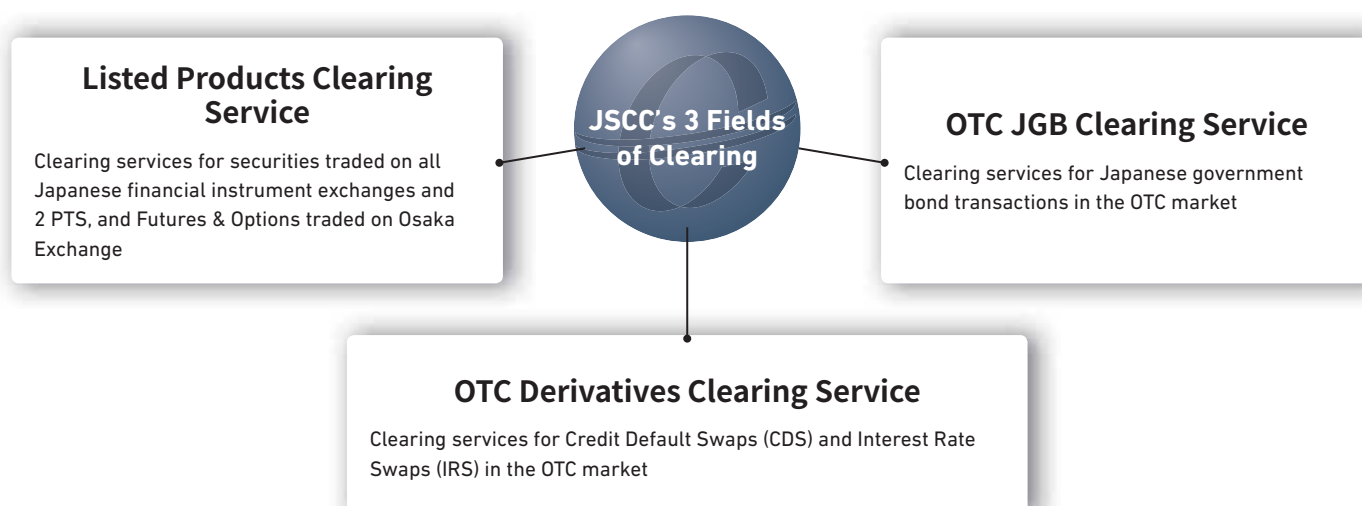 JSCC's 3 Fields
of Clearing
Listed Products Clearing
Service
Clearing services for securities traded on all
Japanese financial instrument exchanges and
2 PTS, and Futures & Options traded on Osaka
Exchange
OTC JGB Clearing Service
Clearing services for Japanese government
bond transactions in the OTC market
OTC Derivatives Clearing Service
Clearing services for Credit Default Swaps (CDS) and Interest Rate
Swaps (IRS) in the OTC market